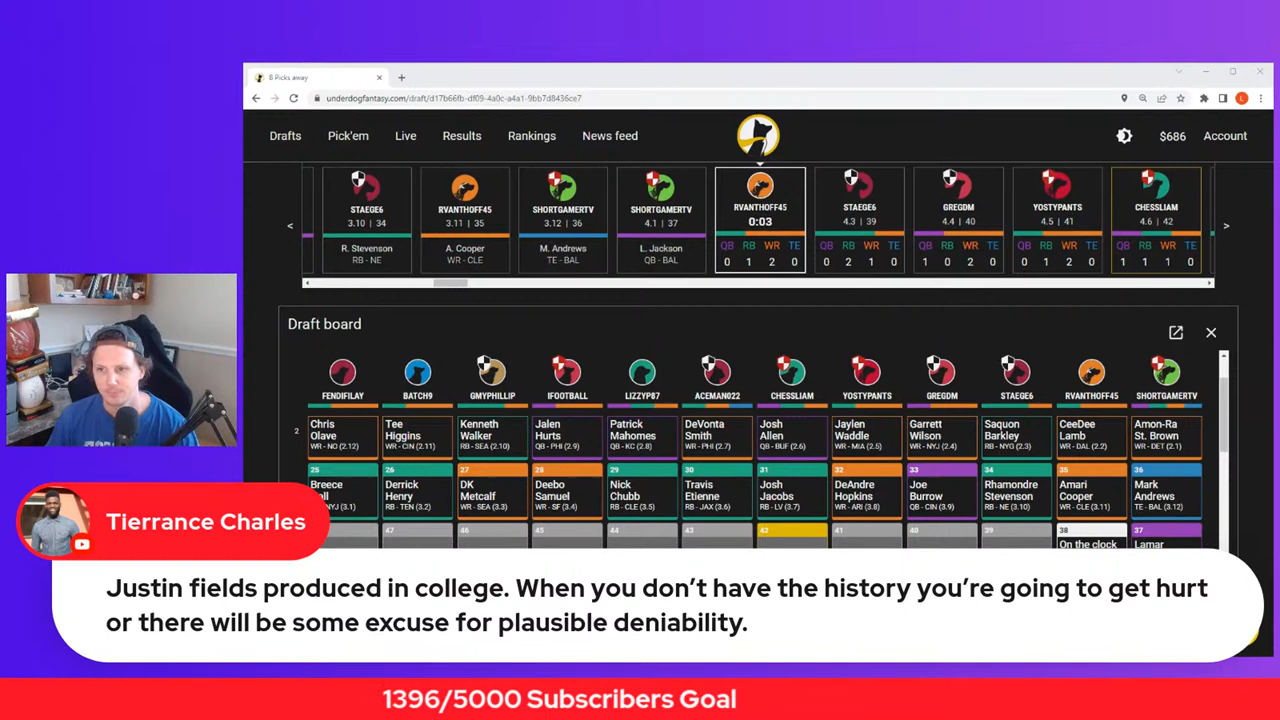 8 Picks away
underdogfantasy.com/draft/d17b66fb-df09-4a0c-a4a1-9bb7d8436ce7
Drafts Pick'em Live Results Rankings News feed $686 Account
STAEGE6 RVANTHOFF45 SHORTGAMERTV SHORTGAMERTV RVANTHOFF45 STAEGE6 GREGDM YOSTYPANTS CHESSLIAM
3.10 | 34 3.11 | 35 3.12 | 36 4.1 | 37 0:03 4.3 | 39 4.4 | 40 4.5 | 41 4.6 | 42
R. Stevenson A. Cooper M. Andrews L. Jackson QB RB WR TE QB RB WR TE QB RB WR TE QB RB WR TE QB RB WR TE
RB - NE WR - CLE TE - BAL QB - BAL 0 1 2 0 0 2 1 0 1 0 2 0 0 1 2 0 1 1 1 0
Draft board
FENDIFILAY BATCH9 GMYPHILLIP IFOOTBALL LIZZYP87 ACEMAN022 CHESSLIAM YOSTYPANTS GREGDM STAEGE6 RVANTHOFF45 SHORTGAMERTV
2 Chris Tee Kenneth Jalen Patrick DeVonta Josh Jaylen Garrett Saquon CeeDee Amon-Ra
Olave Higgins Walker Hurts Mahomes Smith Allen Waddle Wilson Barkley Lamb St. Brown
WR - NO (2.12) WR - CIN (2.11) RB - SEA (2.10) QB - PHI (2.9) QB - KC (2.8) WR - PHI (2.7) QB - BUF (2.6) WR - MIA (2.5) WR - NYJ (2.4) RB - NYG (2.3) WR - DAL (2.2) WR - DET (2.1)
25 26 27 28 29 30 31 32 33 34 35 36
Breece Derrick DK Deebo Nick Travis Josh DeAndre Joe Rhamondre Amari Mark
Henry Metcalf Samuel Chubb Etienne Jacobs Hopkins Burrow Stevenson Cooper Andrews
NYJ (3.1) RB - TEN (3.2) WR - SEA (3.3) WR - SF (3.4) RB - CLE (3.5) RB - JAX (3.6) RB - LV (3.7) WR - ARI (3.8) QB - CIN (3.9) RB - NE (3.10) WR - CLE (3.11) TE - BAL (3.12)
47 46 45 44 43 42 41 40 39 38 37
On the clock Lamar
Tierrance Charles
Justin fields produced in college. When you don’t have the history you’re going to get hurt
or there will be some excuse for plausible deniability.
1396/5000 Subscribers Goal